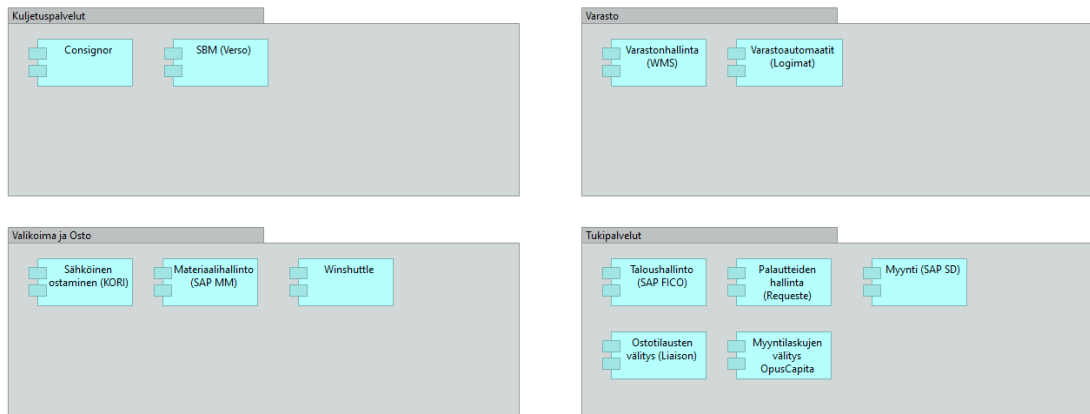 Kuljetuspalvelut
Consignor
SBM (Verso)
Varasto
Varastonhallinta
(WMS)
Varastoautomaatit
(Logimat)
Valikoima ja Osto
Sähköinen
ostaminen (KORI)
Materiaalihallinto
(SAP MM)
Winshuttle
Tukipalvelut
Taloushallinto
(SAP FICO)
Palautteiden
hallinta
(Requeste)
Myynti (SAP SD)
Ostotilausten
välitys (Liaison)
Myyntilaskujen
välitys
OpusCapita